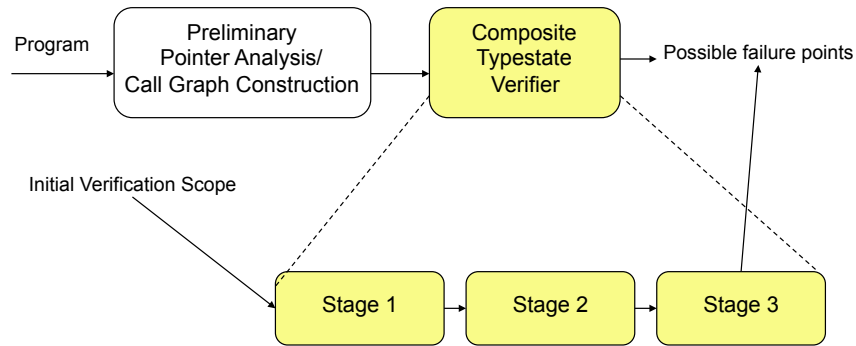 Program
Preliminary
Pointer Analysis/
Call Graph Construction
Composite
Typestate
Verifier
Possible failure points
Initial Verification Scope
Stage 1
Stage 2
Stage 3